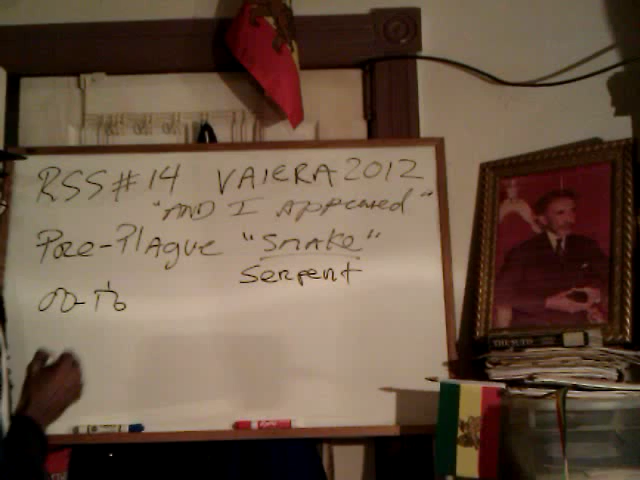 RSS#14 VAIERA 2012
"AND I Appeared"
Pre-Plague "SNAKE"
Serpent